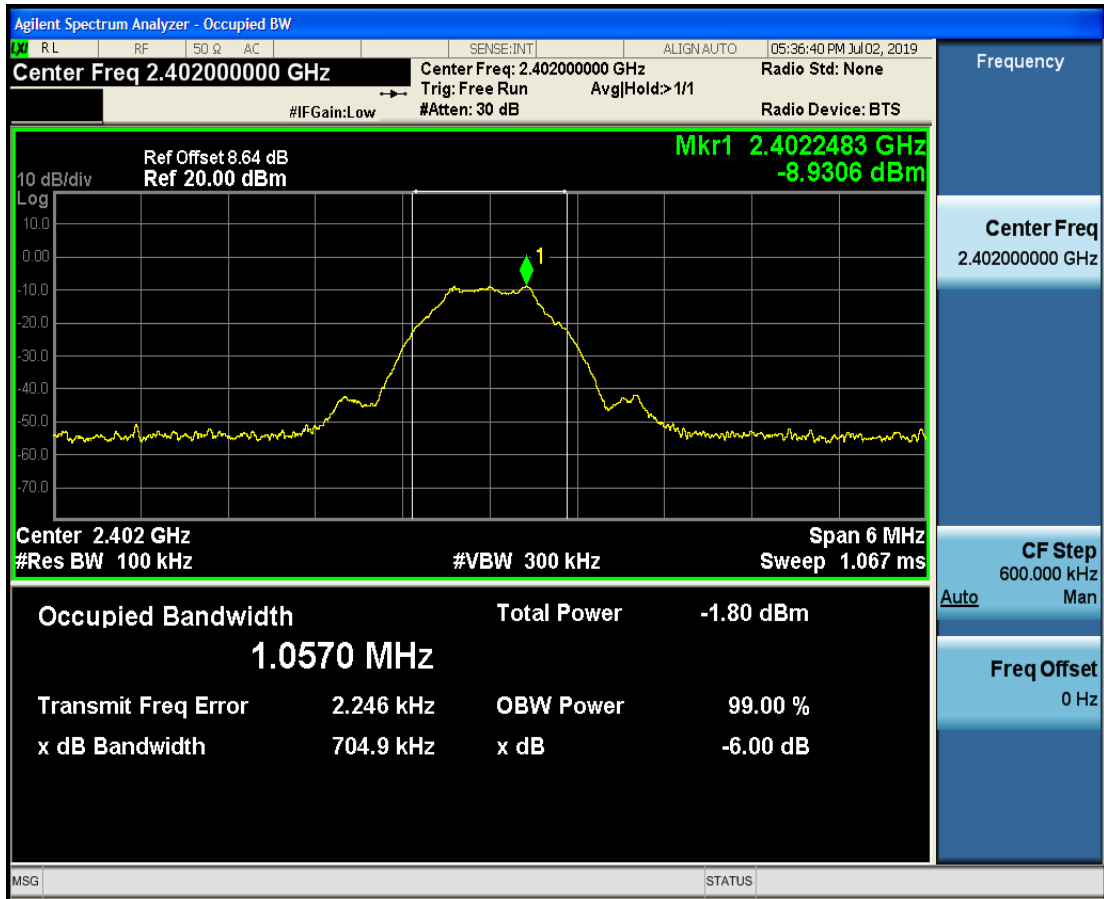 Agilent Spectrum Analyzer - Occupied BW
LXI RL RF 50 Ω AC SENSE:INT ALIGN AUTO 05:36:40 PM Jul 02, 2019
Center Freq 2.402000000 GHz
Center Freq: 2.402000000 GHz Radio Std: None
Trig: Free Run Avg|Hold:> 1/1
#IFGain:Low #Atten: 30 dB Radio Device: BTS
Mkr1 2.4022483 GHz
-8.9306 dBm
Ref Offset 8.64 dB
10 dB/div Ref 20.00 dBm
Log
10.0
0.00
-10.0
-20.0
-30.0
-40.0
-50.0
-60.0
-70.0
1
Center 2.402 GHz Span 6 MHz
#Res BW 100 kHz #VBW 300 kHz Sweep 1.067 ms
Occupied Bandwidth Total Power -1.80 dBm
1.0570 MHz
Transmit Freq Error 2.246 kHz OBW Power 99.00 %
x dB Bandwidth 704.9 kHz x dB -6.00 dB
Frequency
Center Freq
2.402000000 GHz
CF Step
600.000 kHz
Auto Man
Freq Offset
0 Hz
MSG STATUS